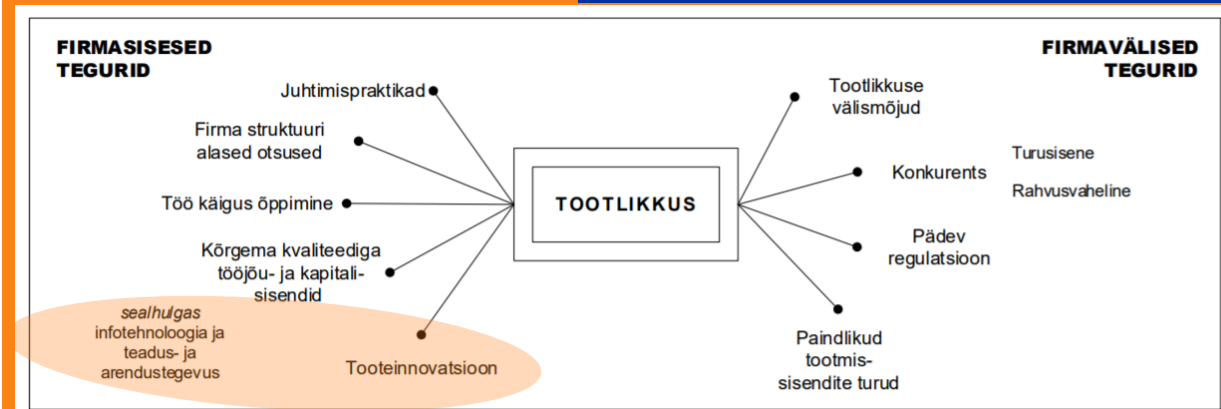 FIRMASISESED
TEGURID
Juhtimispraktikad
Firma struktuuri
alased otsused
Töö käigus õppimine
Kõrgema kvaliteediga
tööjõu- ja kapitali-
sisendid
sealhulgas
infotehnoloogia ja
teadus- ja
arendustegevus
Tooteinnovatsioon
TOOTLIKKUS
FIRMAVÄLISED
TEGURID
Tootlikkuse
välismõjud
Konkurents
Turusisene
Rahvusvaheline
Pädev
regulatsioon
Paindlikud
tootmis-
sisendite turud